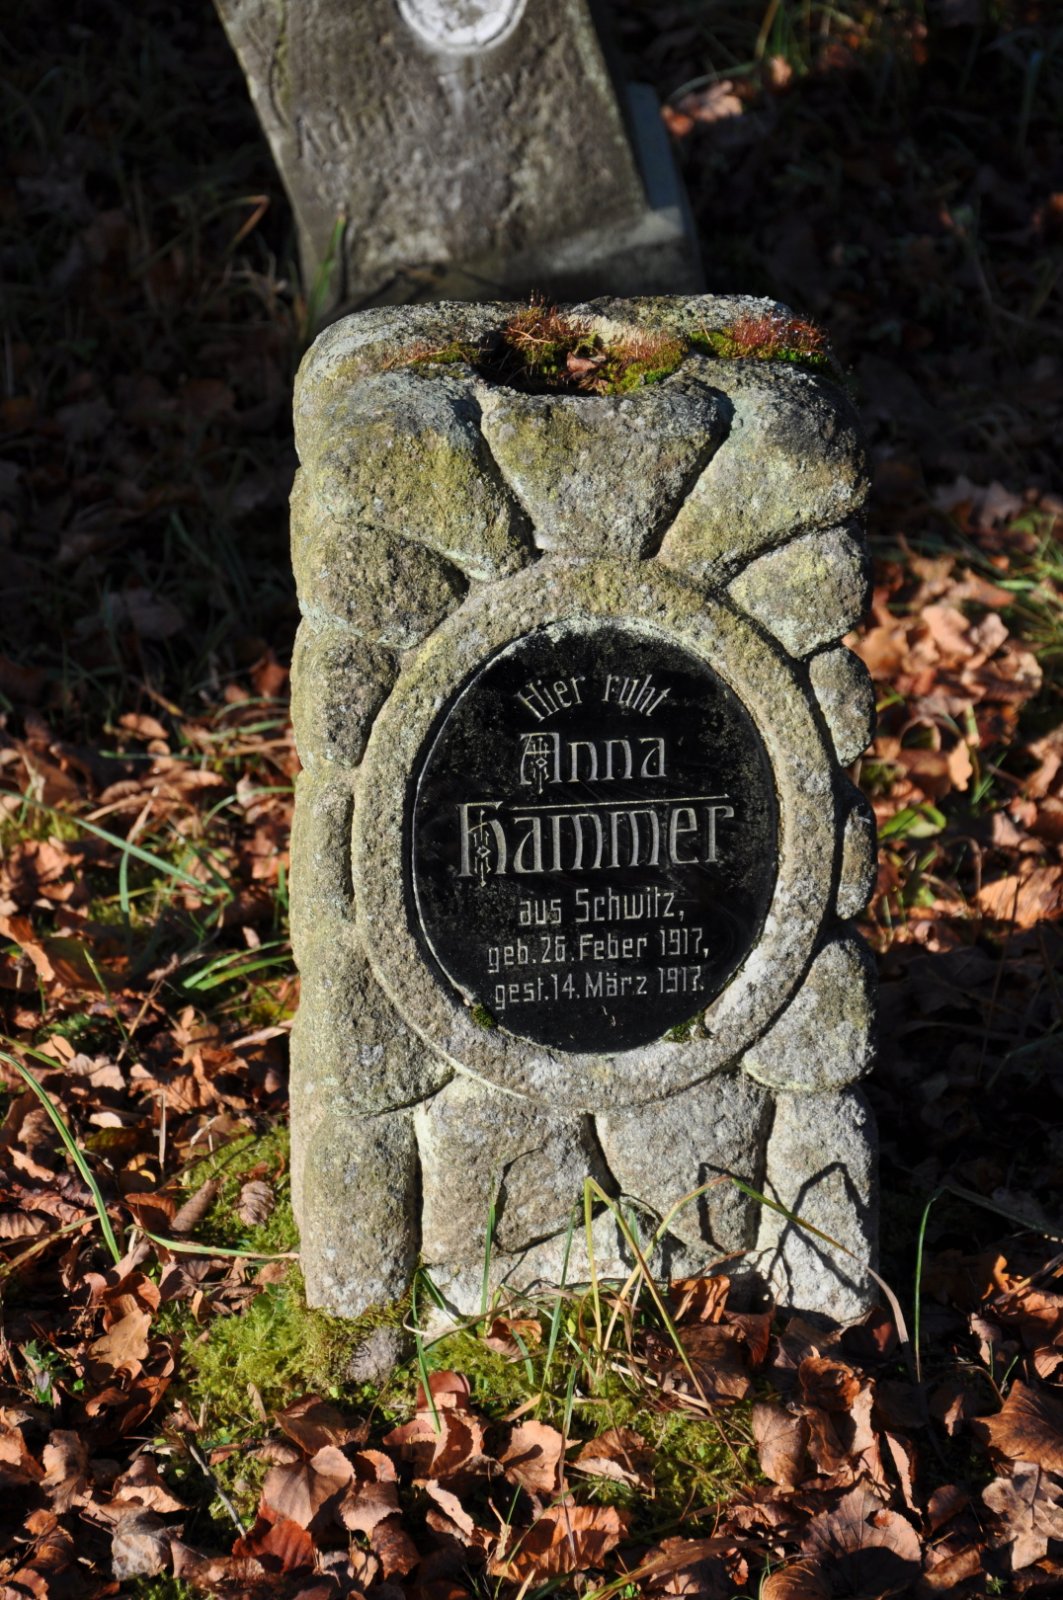 Hier ruht
Anna
Hammer
aus Schwitz,
geb. 26. Feber 1917,
gest. 14. März 1917.